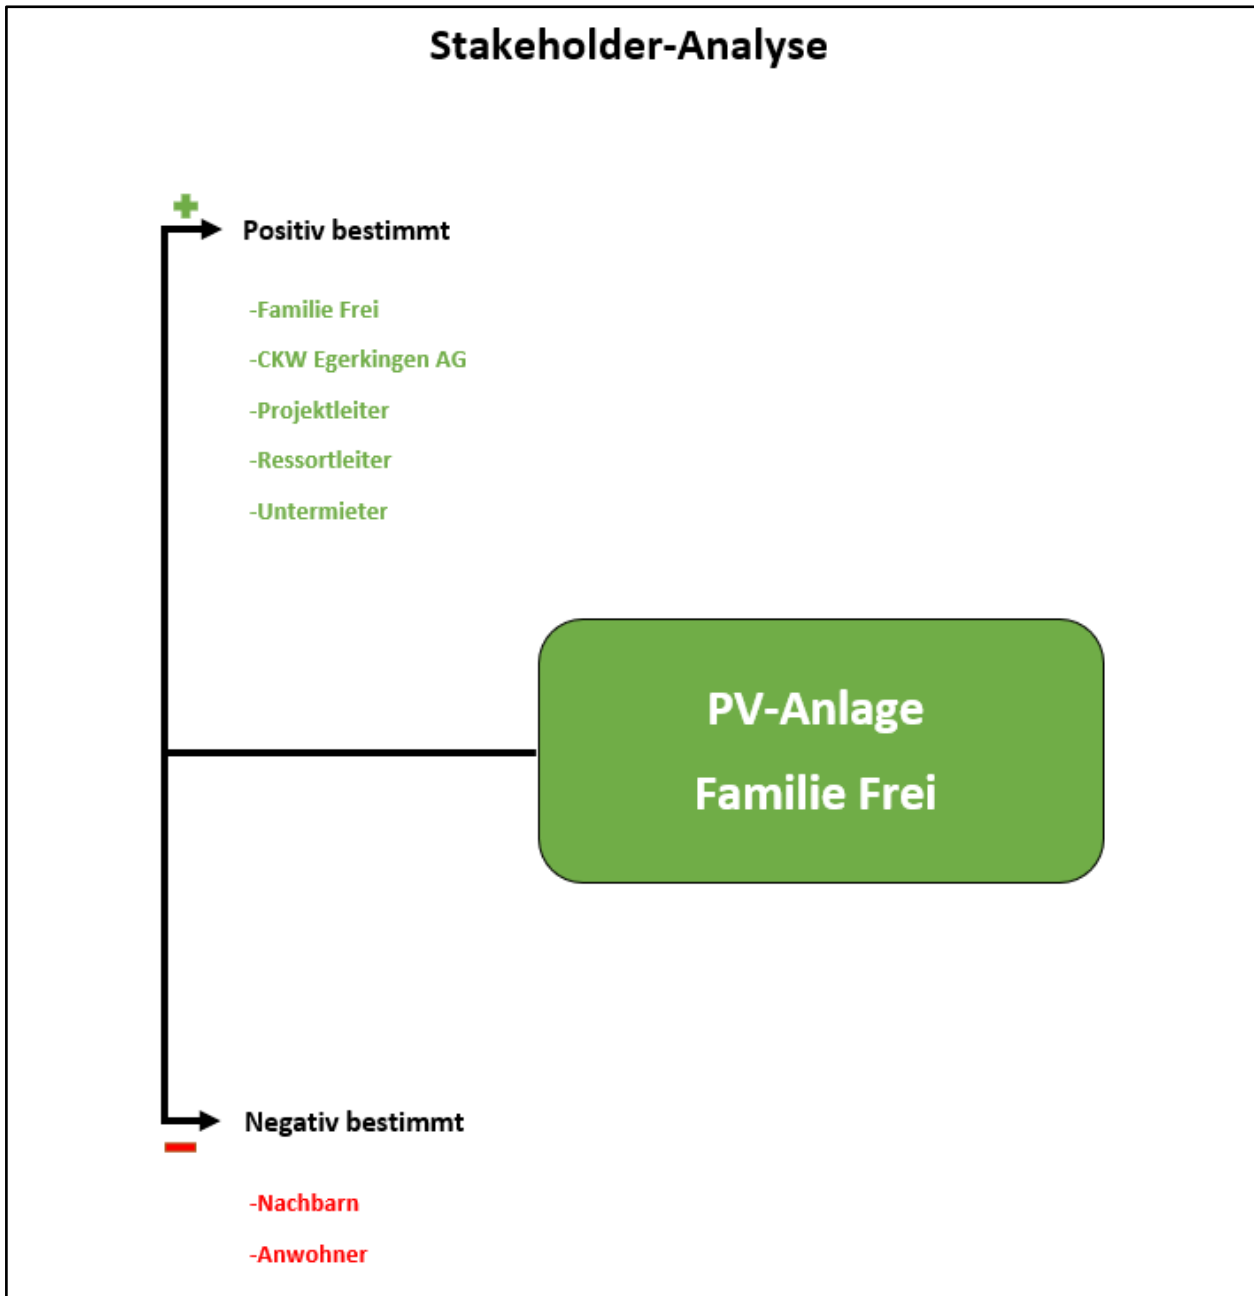 Stakeholder-Analyse
Positiv bestimmt
-Familie Frei
-CKW Egerkingen AG
-Projektleiter
-Ressortleiter
-Untermieter
PV-Anlage
Familie Frei
Negativ bestimmt
-Nachbarn
-Anwohner